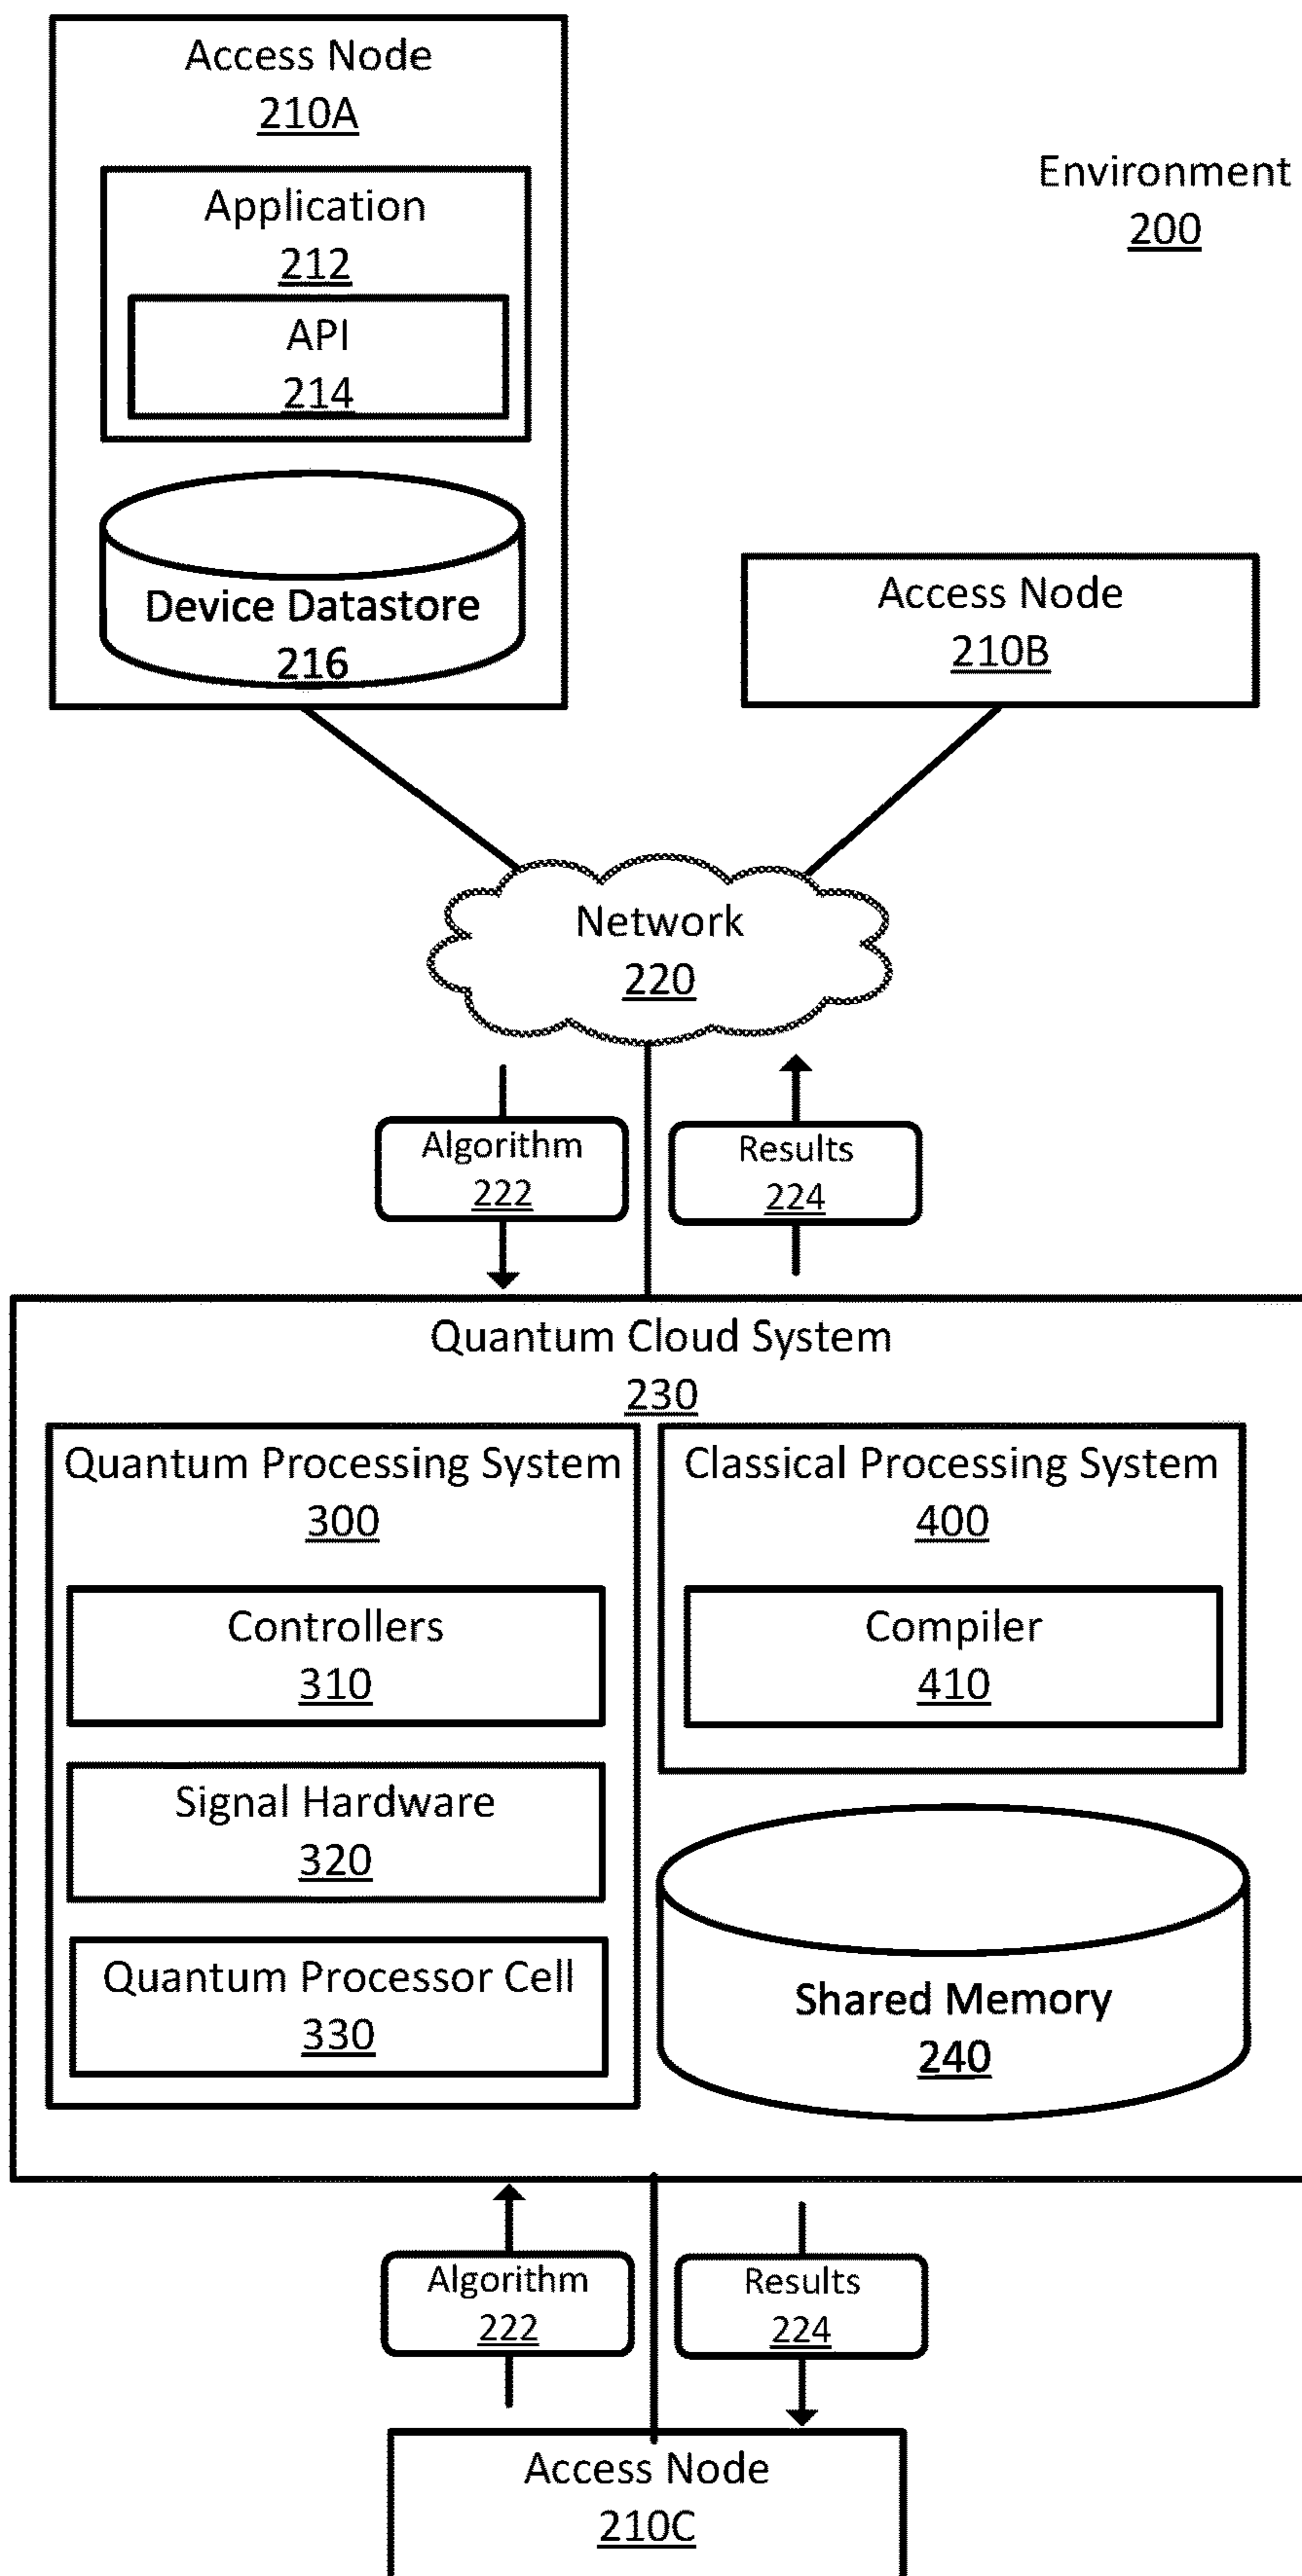 Access Node
210A
Application
212
API
214
Device Datastore
216
Environment
200
Access Node
210B
Network
220
Algorithm
222
Results
224
Quantum Cloud System
230
Quantum Processing System
300
Controllers
310
Signal Hardware
320
Quantum Processor Cell
330
Classical Processing System
400
Compiler
410
Shared Memory
240
Algorithm
222
Results
224
Access Node
210C